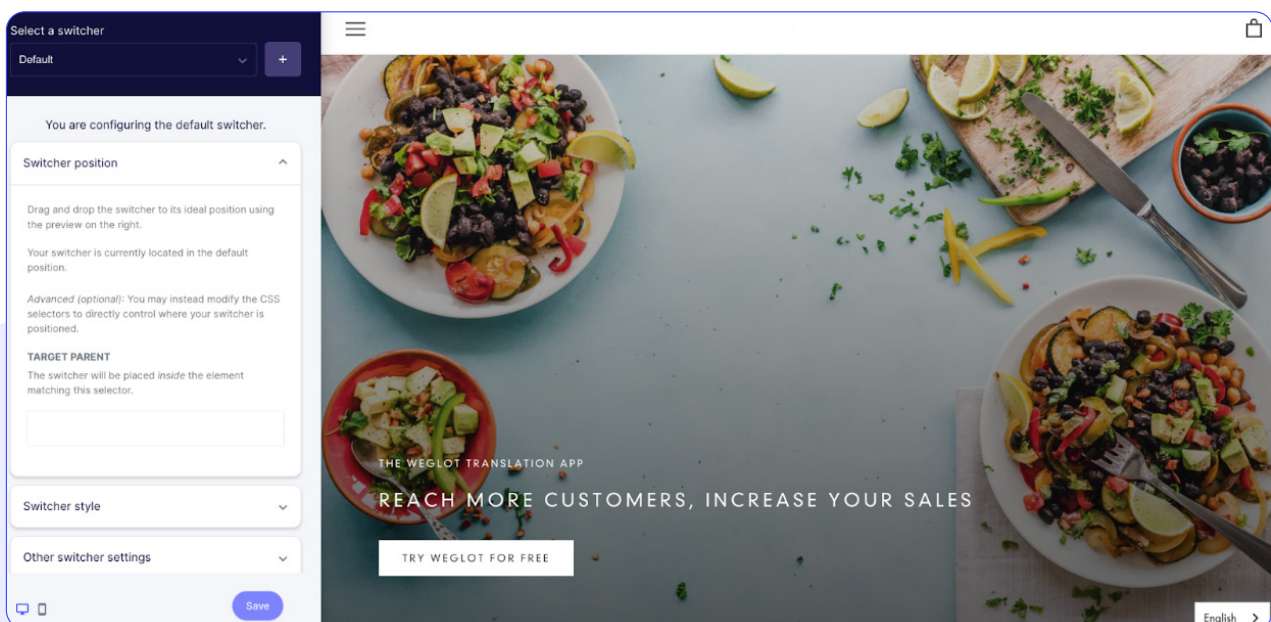 Select a switcher
Default
+
You are configuring the default switcher.
Switcher position
Drag and drop the switcher to its ideal position using
the preview on the right.
Your switcher is currently located in the default
position.
Advanced (optional): You may instead modify the CSS
selectors to directly control where your switcher is
positioned.
TARGET PARENT
The switcher will be placed inside the element
matching this selector.
Switcher style
Other switcher settings
Save
THE WEGLOT TRANSLATION APP
REACH MORE CUSTOMERS, INCREASE YOUR SALES
TRY WEGLOT FOR FREE
English